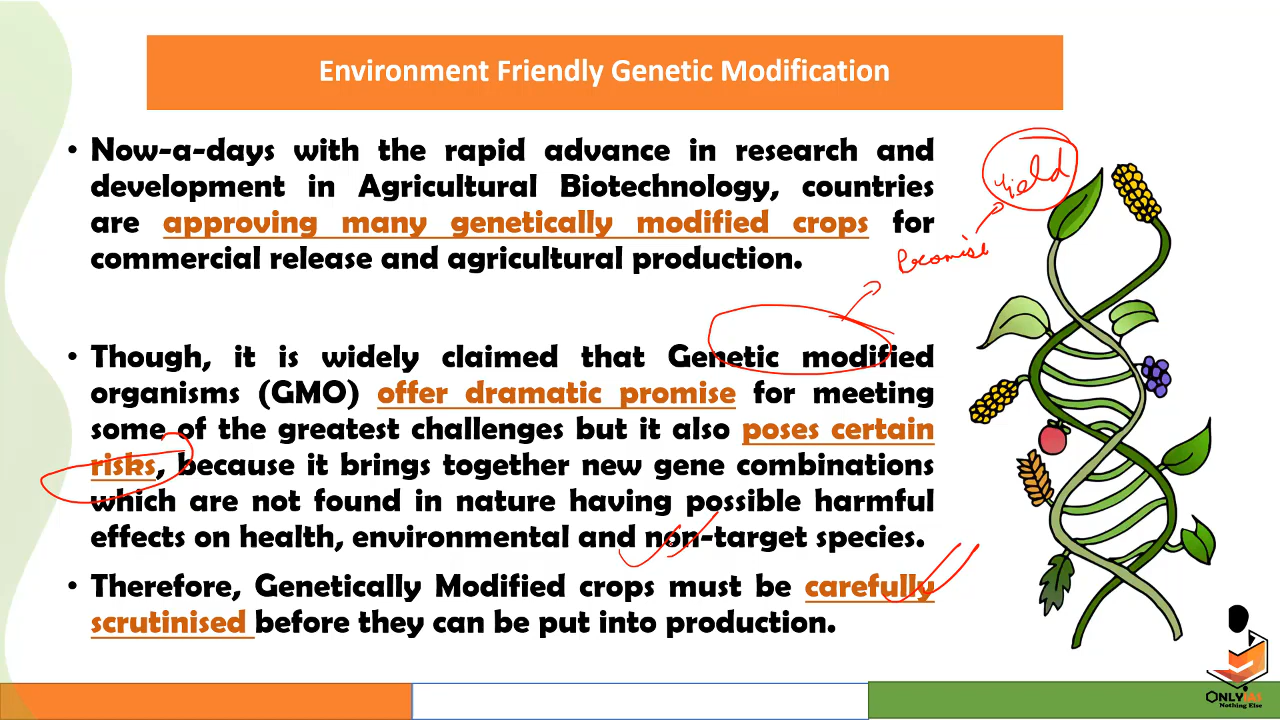 Environment Friendly Genetic Modification
• Now-a-days with the rapid advance in research and
development in Agricultural Biotechnology, countries
are approving many genetically modified crops for
commercial release and agricultural production.
Yield
Promise
• Though, it is widely claimed that Genetic modified
organisms (GMO) offer dramatic promise for meeting
some of the greatest challenges but it also poses certain
risks, because it brings together new gene combinations
which are not found in nature having possible harmful
effects on health, environmental and non-target species.
• Therefore, Genetically Modified crops must be carefully
scrutinised before they can be put into production.
ONLYIAS
Nothing Else